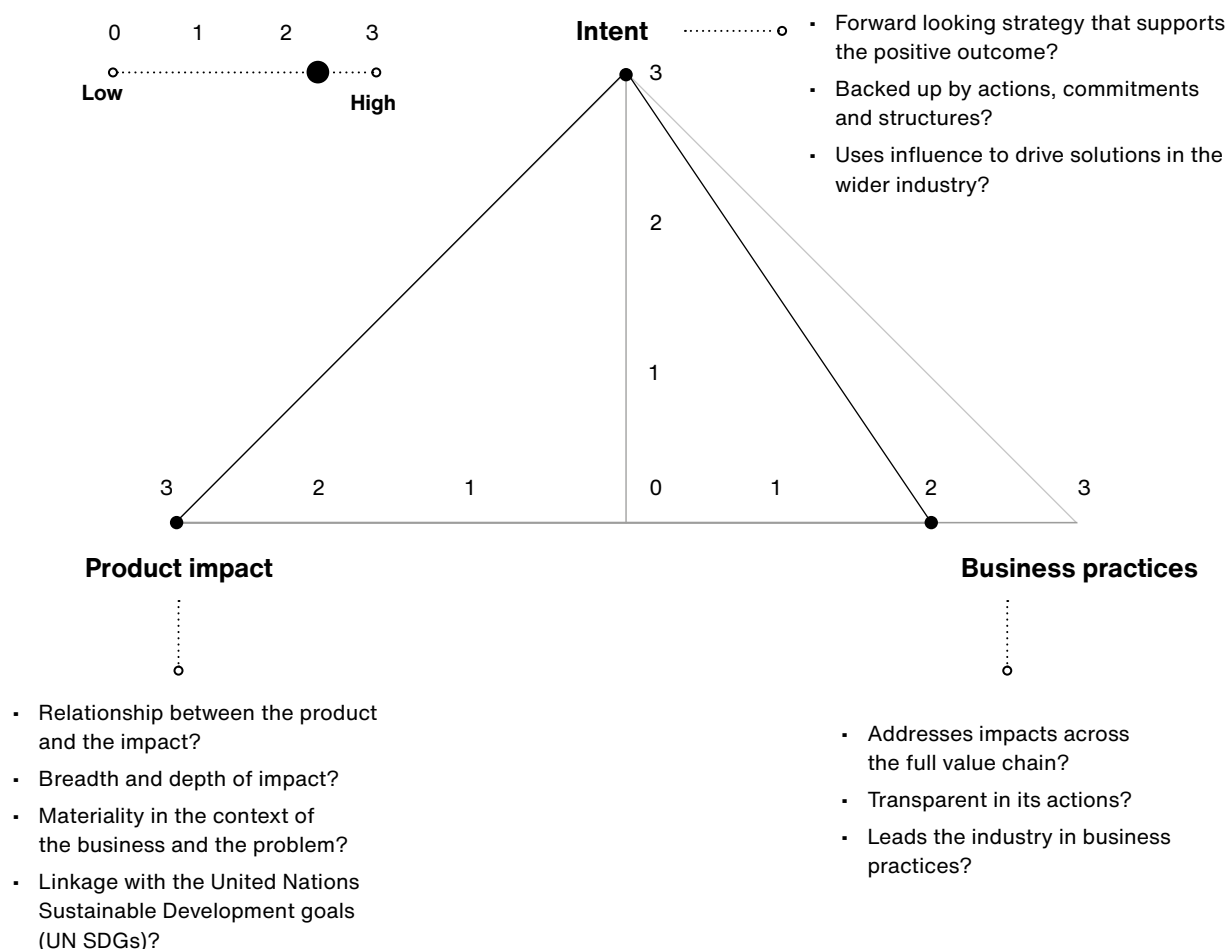 0 1 2 3
Low
High
Intent
▪ Forward looking strategy that supports
the positive outcome?
▪ Backed up by actions, commitments
and structures?
▪ Uses influence to drive solutions in the
wider industry?
3
2
1
3 2 1 0 1 2 3
Product impact
▪ Relationship between the product
and the impact?
▪ Breadth and depth of impact?
▪ Materiality in the context of
the business and the problem?
▪ Linkage with the United Nations
Sustainable Development goals
(UN SDGs)?
Business practices
▪ Addresses impacts across
the full value chain?
▪ Transparent in its actions?
▪ Leads the industry in business
practices?